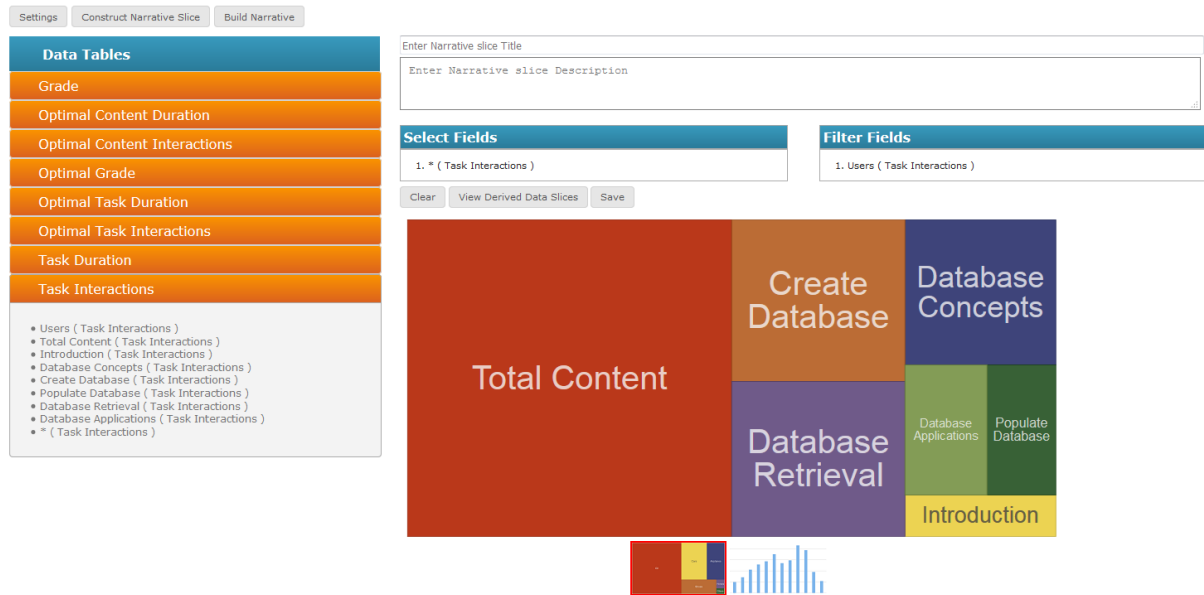 Settings
Construct Narrative Slice
Build Narrative
Data Tables
Grade
Optimal Content Duration
Optimal Content Interactions
Optimal Grade
Optimal Task Duration
Optimal Task Interactions
Task Duration
Task Interactions
• Users ( Task Interactions )
• Total Content ( Task Interactions )
• Introduction ( Task Interactions )
• Database Concepts ( Task Interactions )
• Create Database ( Task Interactions )
• Populate Database ( Task Interactions )
• Database Retrieval ( Task Interactions )
• Database Applications ( Task Interactions )
• * ( Task Interactions )
Enter Narrative slice Title
Enter Narrative slice Description
Select Fields
1. * ( Task Interactions )
Filter Fields
1. Users ( Task Interactions )
Clear
View Derived Data Slices
Save
Total Content
Create
Database
Database
Retrieval
Database
Concepts
Database
Applications
Populate
Database
Introduction